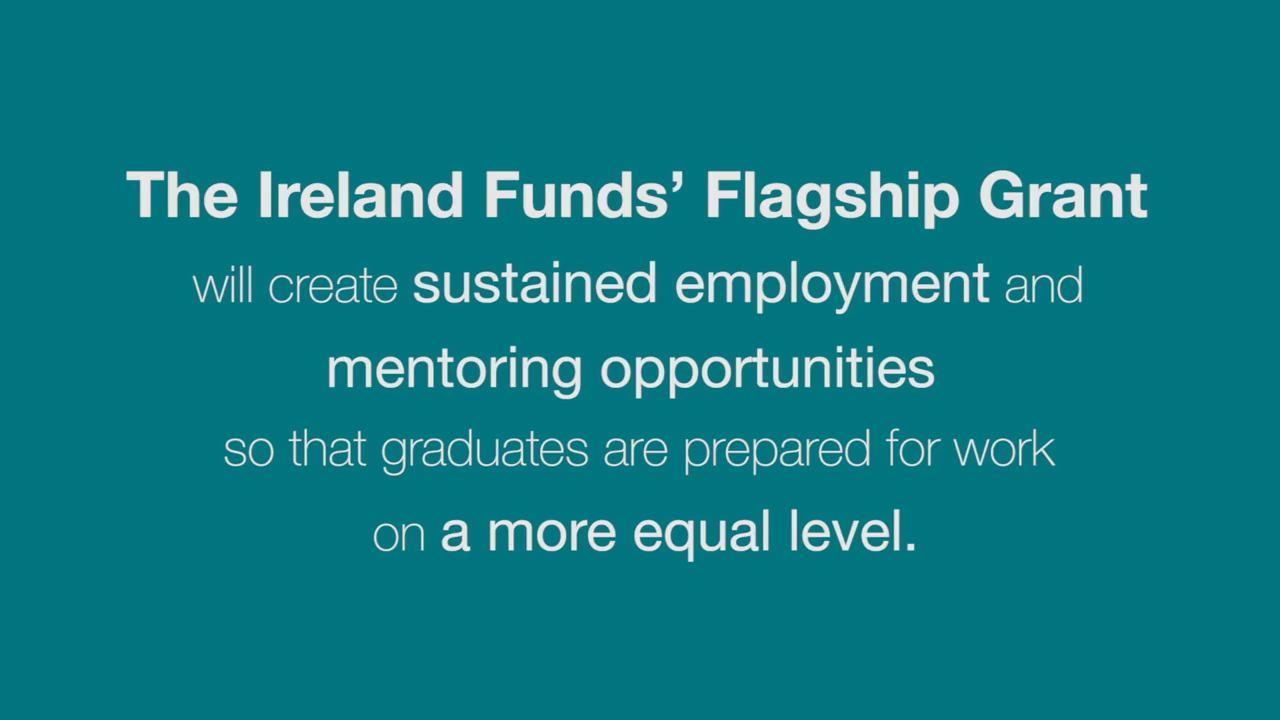 The Ireland Funds’ Flagship Grant
will create sustained employment and
mentoring opportunities
so that graduates are prepared for work
on a more equal level.